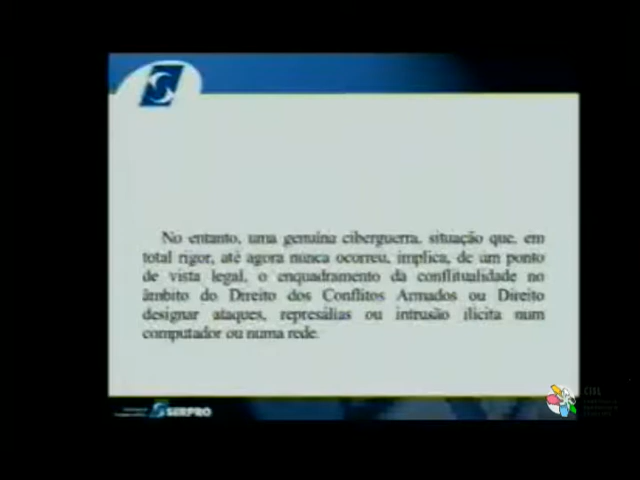 No entanto, uma genuína ciberguerra, situação que, em
total rigor, até agora nunca ocorreu, implica, de um ponto
de vista legal, o enquadramento da conflitualidade no
âmbito do Direito dos Conflitos Armados ou Direito
designar ataques, represálias ou intrusão ilícita num
computador ou numa rede.
SERPRO